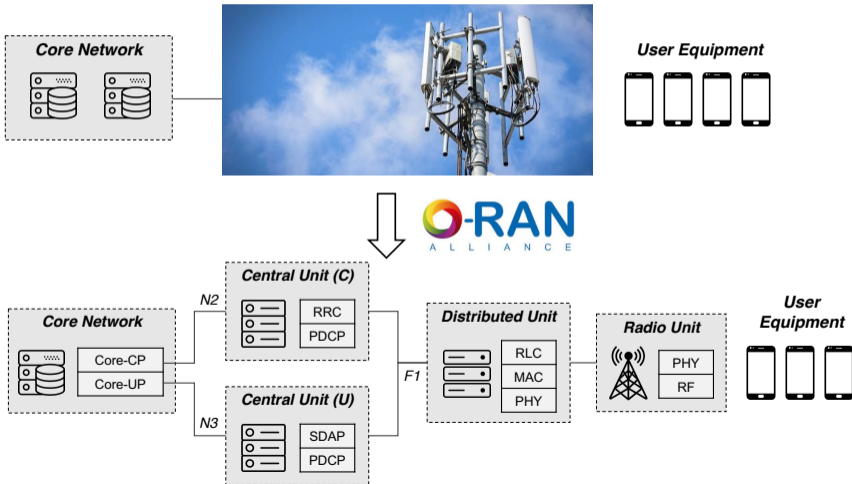 Core Network
User Equipment
O-RAN
ALLIANCE
Central Unit (C)
N2
RRC
PDCP
Core Network
Core-CP
Core-UP
N3
Central Unit (U)
SDAP
PDCP
F1
Distributed Unit
RLC
MAC
PHY
Radio Unit
PHY
RF
User
Equipment